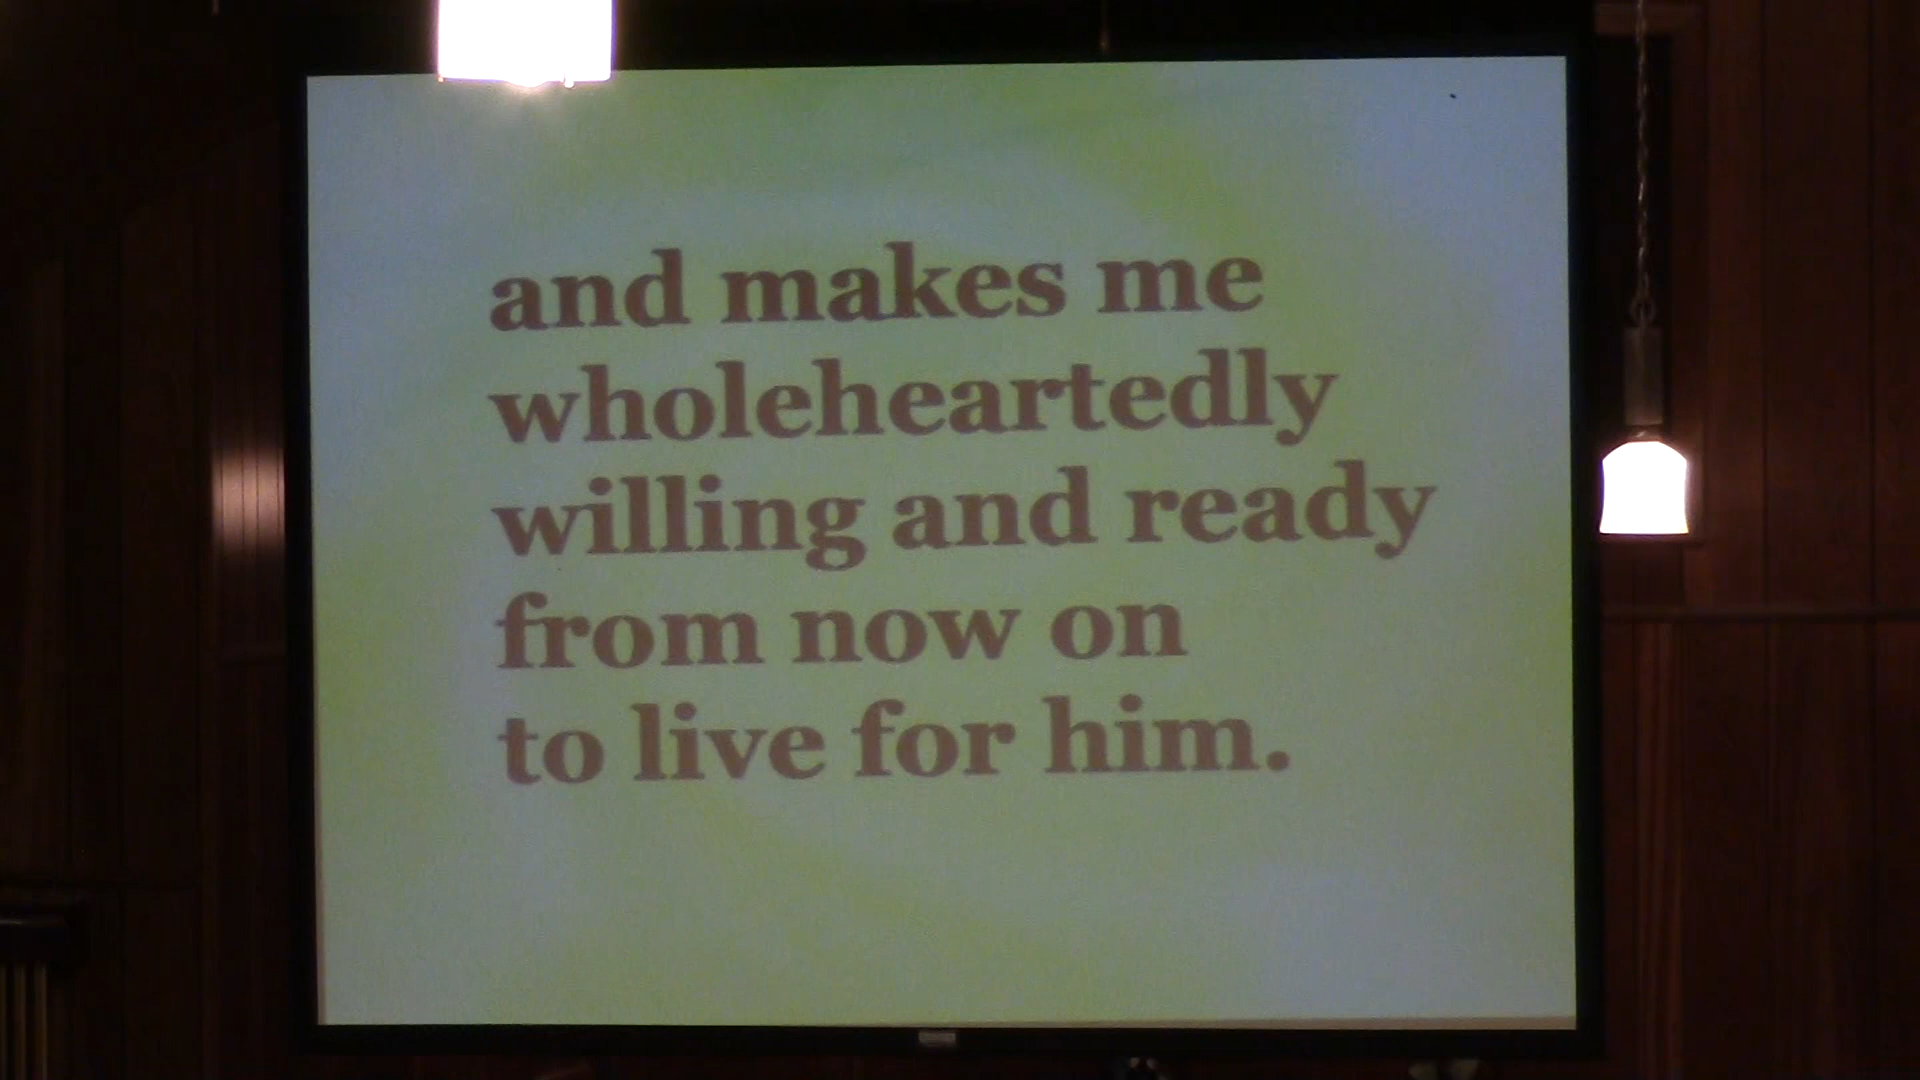 and makes me
wholeheartedly
willing and ready
from now on
to live for him.